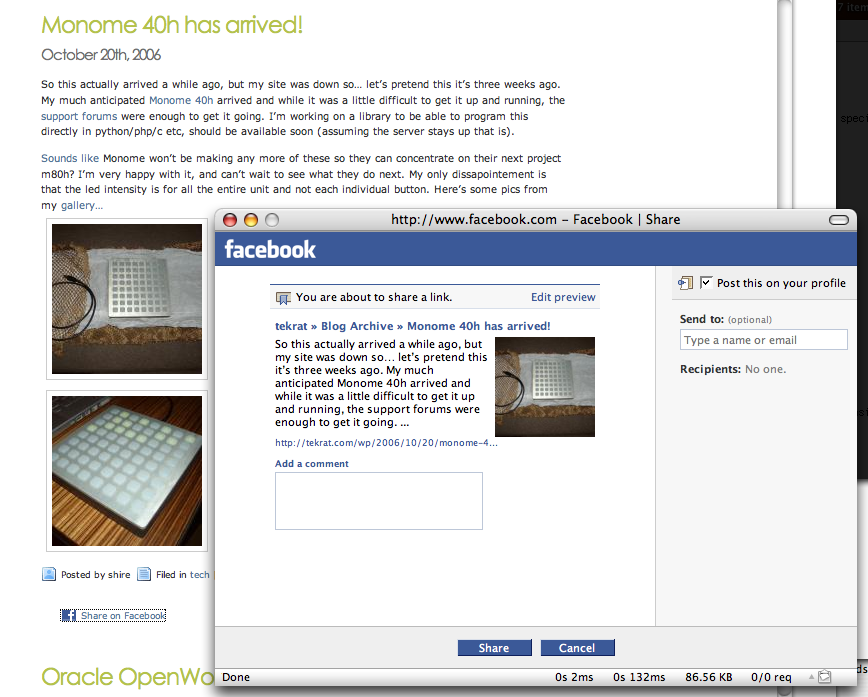 Monome 40h has arrived!
October 20th, 2006
So this actually arrived a while ago, but my site was down so... let's pretend this it's three weeks ago.
My much anticipated Monome 40h arrived and while it was a little difficult to get it up and running, the
support forums were enough to get it going. I'm working on a library to be able to program this
directly in python/php/c etc, should be available soon (assuming the server stays up that is).
Sounds like Monome won't be making any more of these so they can concentrate on their next project
m80h? I'm very happy with it, and can't wait to see what they do next. My only dissapointement is
that the led intensity is for all the entire unit and not each individual button. Here's some pics from
my gallery...
Posted by shire Filed in tech
Share on Facebook
Oracle OpenWo
http://www.facebook.com – Facebook | Share
facebook
You are about to share a link.
Edit preview
tekrat » Blog Archive » Monome 40h has arrived!
So this actually arrived a while ago, but
my site was down so... let's pretend this
it's three weeks ago. My much
anticipated Monome 40h arrived and
while it was a little difficult to get it up
and running, the support forums were
enough to get it going. ...
http://tekrat.com/wp/2006/10/20/monome-4...
Add a comment
Post this on your profile
Send to: (optional)
Type a name or email
Recipients: No one.
Share
Cancel
Done
0s 2ms
0s 132ms
86.56 KB
0/0 req
7 item
speci
ds